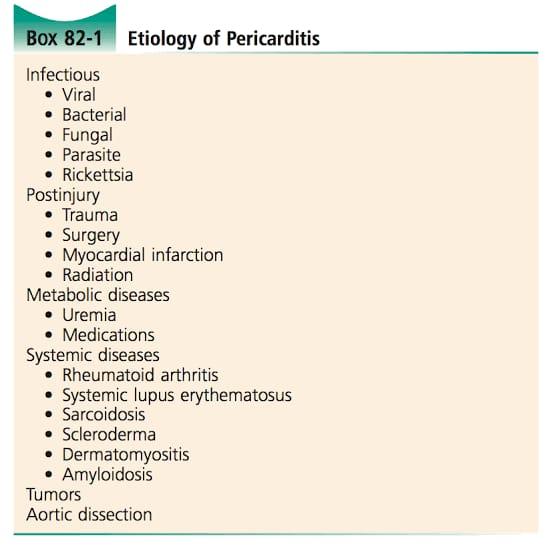 BOX 82-1 Etiology of Pericarditis
Infectious
• Viral
• Bacterial
• Fungal
• Parasite
• Rickettsia
Postinjury
• Trauma
• Surgery
• Myocardial infarction
• Radiation
Metabolic diseases
• Uremia
• Medications
Systemic diseases
• Rheumatoid arthritis
• Systemic lupus erythematosus
• Sarcoidosis
• Scleroderma
• Dermatomyositis
• Amyloidosis
Tumors
Aortic dissection